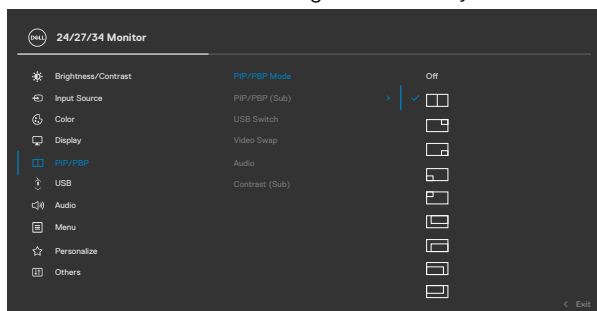 DELL
24/27/34 Monitor
Brightness/Contrast
Input Source
Color
Display
PIP/PBP
USB
Audio
Menu
Personalize
Others
PIP/PBP Mode
PIP/PBP (Sub)
USB Switch
Video Swap
Audio
Contrast (Sub)
Off
Exit